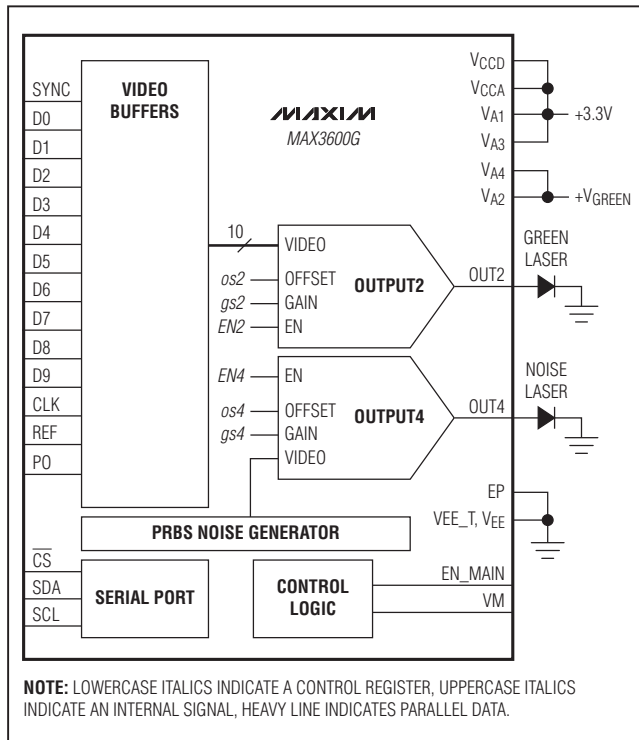 SYNC
D0
D1
D2
D3
D4
D5
D6
D7
D8
D9
CLK
REF
PO
CS
SDA
SCL
VIDEO
BUFFERS
MAXIM
MAX3600G
VCCD
VCCA
VA1
VA3
+3.3V
VA4
VA2
+VGREEN
10
VIDEO
os2
OFFSET
gs2
GAIN
EN2
EN
OUTPUT2
OUT2
GREEN
LASER
EN4
EN
os4
OFFSET
gs4
GAIN
VIDEO
OUTPUT4
OUT4
NOISE
LASER
PRBS NOISE GENERATOR
EP
VEE_T, VEE
SERIAL PORT
CONTROL
LOGIC
EN_MAIN
VM
NOTE: LOWERCASE ITALICS INDICATE A CONTROL REGISTER, UPPERCASE ITALICS
INDICATE AN INTERNAL SIGNAL, HEAVY LINE INDICATES PARALLEL DATA.